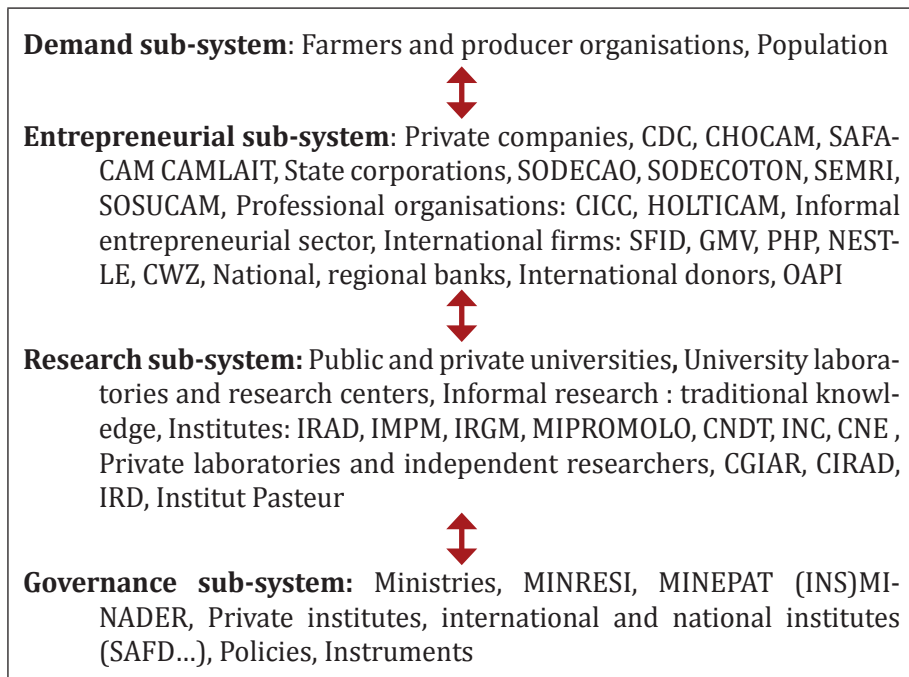 Demand sub-system: Farmers and producer organisations, Population
Entrepreneurial sub-system: Private companies, CDC, CHOCAM, SAFA-
CAM CAMLAIT, State corporations, SODECAO, SODECOTON, SEMRI,
SOSUCAM, Professional organisations: CICC, HOLTICAM, Informal
entrepreneurial sector, International firms: SFID, GMV, PHP, NEST-
LE, CWZ, National, regional banks, International donors, OAPI
Research sub-system: Public and private universities, University labora-
tories and research centers, Informal research : traditional knowl-
edge, Institutes: IRAD, IMPM, IRGM, MIPROMOLO, CNDT, INC, CNE ,
Private laboratories and independent researchers, CGIAR, CIRAD,
IRD, Institut Pasteur
Governance sub-system: Ministries, MINRESI, MINEPAT (INS)MI-
NADER, Private institutes, international and national institutes
(SAFD…), Policies, Instruments